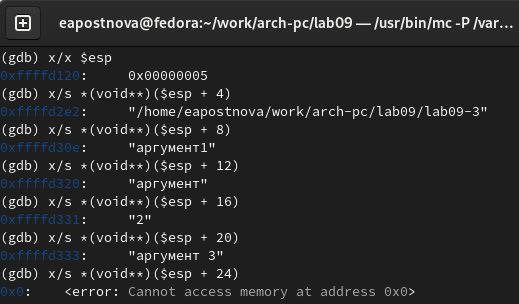 eapostnova@fedora:~/work/arch-pc/lab09 — /usr/bin/mc -P /var...
(gdb) x/x $esp
0xffffd120:     0x00000005
(gdb) x/s *(void**)($esp + 4)
0xffffd2e2:     "/home/eapostnova/work/arch-pc/lab09/lab09-3"
(gdb) x/s *(void**)($esp + 8)
0xffffd30e:     "аргумент1"
(gdb) x/s *(void**)($esp + 12)
0xffffd320:     "аргумент"
(gdb) x/s *(void**)($esp + 16)
0xffffd331:     "2"
(gdb) x/s *(void**)($esp + 20)
0xffffd333:     "аргумент 3"
(gdb) x/s *(void**)($esp + 24)
0x0:    <error: Cannot access memory at address 0x0>